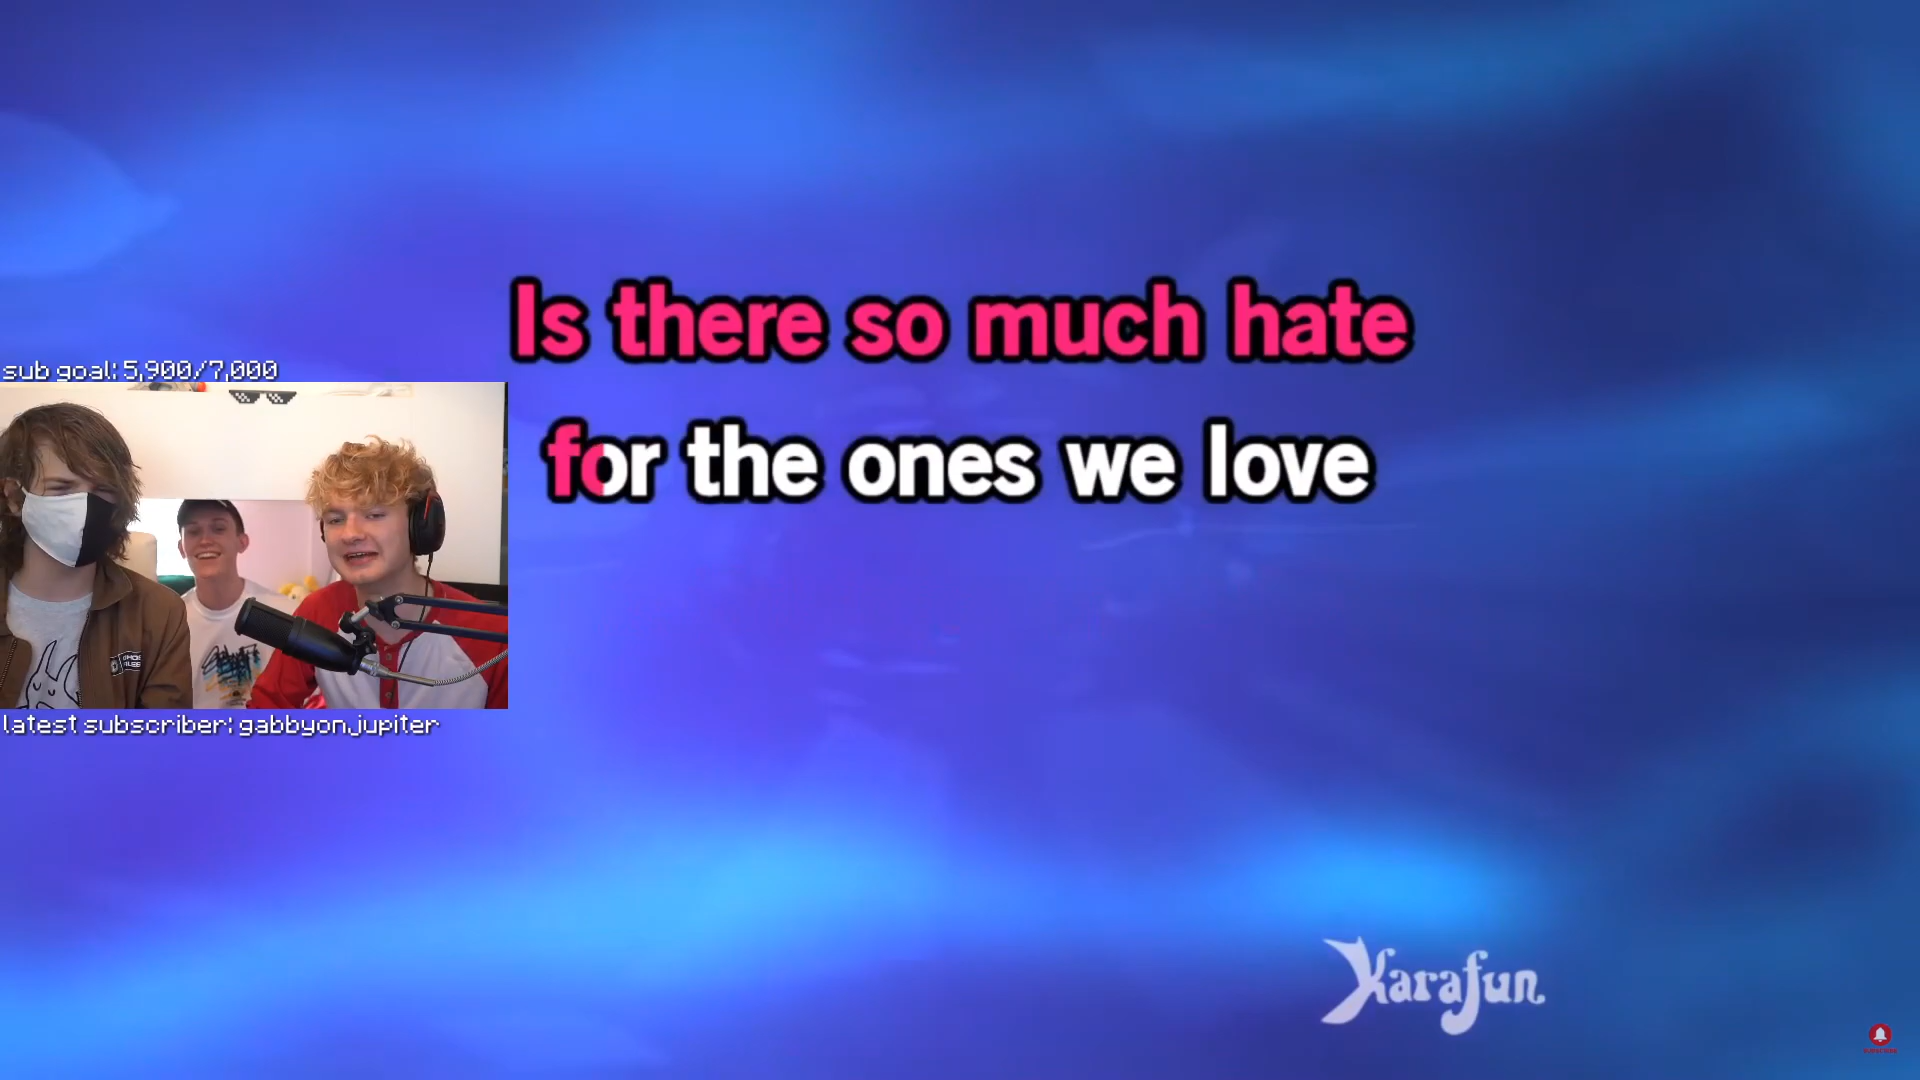 Is there so much hate
for the ones we love
sub goal: 5,900/7,000
latest subscriber: gabbyon_jupiter
Karafun